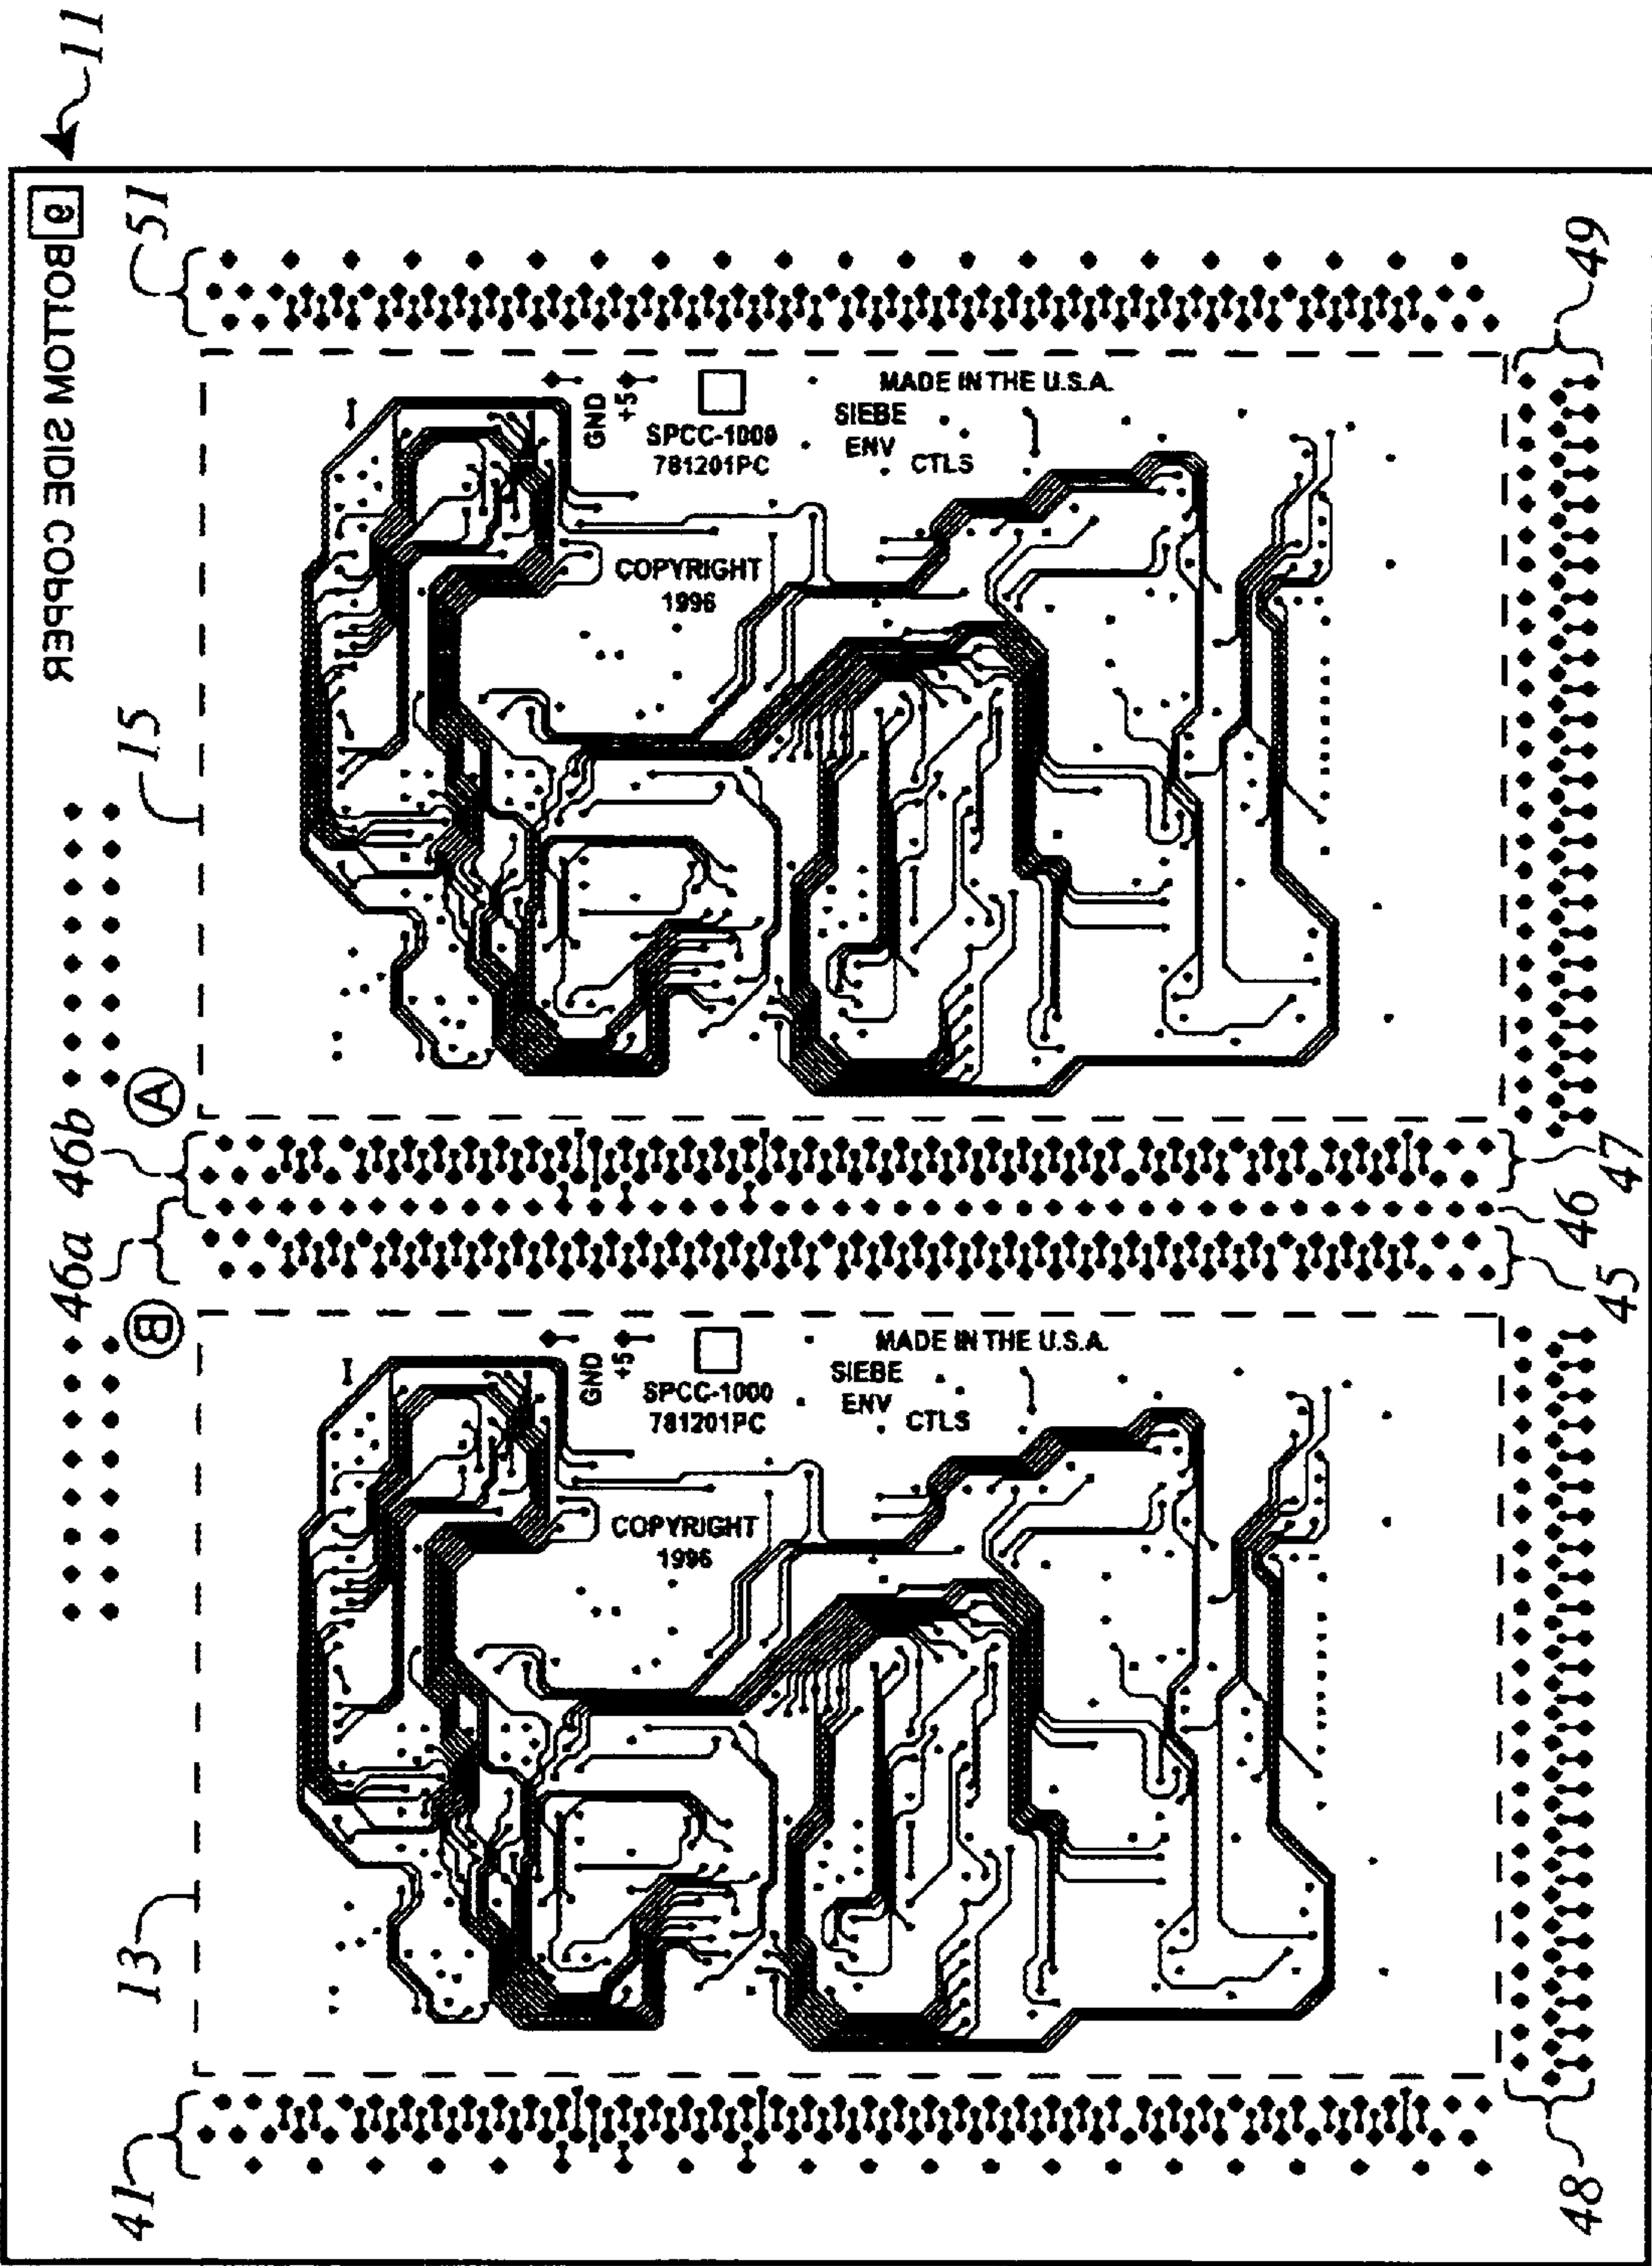 11
BOTTOM SIDE COPPER
51
15
A
46b
46a
B
13
41
GND
+5
SPCC-1000
781201PC
MADE IN THE U.S.A.
SIEBE
ENV
CTLS
COPYRIGHT
1996
GND
+5
SPCC-1000
781201PC
MADE IN THE U.S.A.
SIEBE
ENV
CTLS
COPYRIGHT
1996
49
47
46
45
48